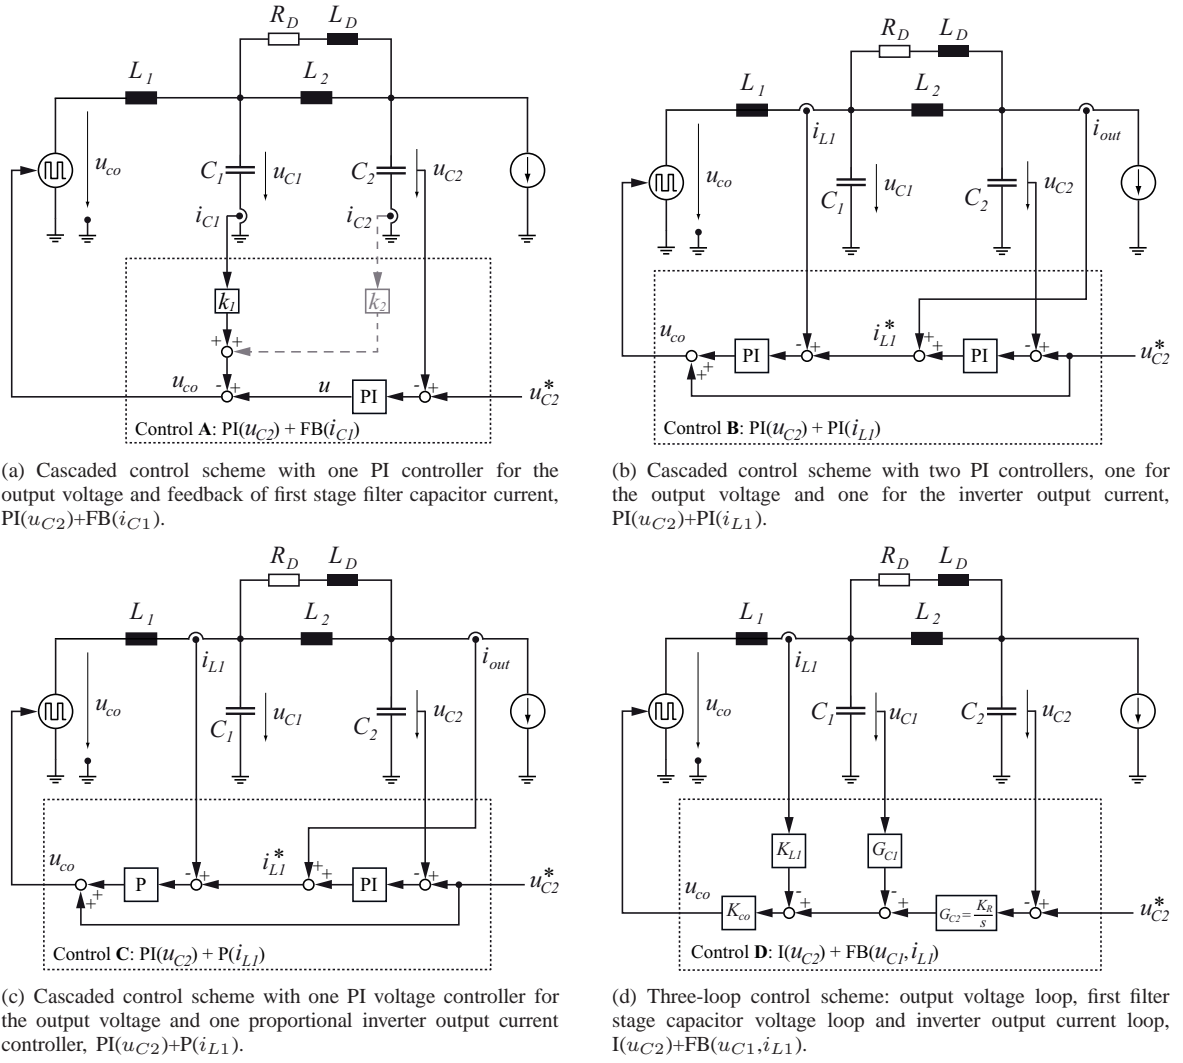 R_D L_D
L_1 L_2
u_co C_1 u_C1 C_2 u_C2
i_C1 i_C2
k_1 k_2
+ +
u_co - + u PI - + u*_C2
Control A: PI(u_C2) + FB(i_C1)
(a) Cascaded control scheme with one PI controller for the
output voltage and feedback of first stage filter capacitor current,
PI(u_C2)+FB(i_C1).
R_D L_D
L_1 L_2
i_L1 i_out
u_co C_1 u_C1 C_2 u_C2
u_co PI - + i*_L1 + + PI - + u*_C2
+ +
Control B: PI(u_C2) + PI(i_L1)
(b) Cascaded control scheme with two PI controllers, one for
the output voltage and one for the inverter output current,
PI(u_C2)+PI(i_L1).
R_D L_D
L_1 L_2
i_L1 i_out
u_co C_1 u_C1 C_2 u_C2
u_co P - + i*_L1 + + PI - + u*_C2
+ +
Control C: PI(u_C2) + P(i_L1)
(c) Cascaded control scheme with one PI voltage controller for
the output voltage and one proportional inverter output current
controller, PI(u_C2)+P(i_L1).
R_D L_D
L_1 L_2
i_L1
u_co C_1 u_C1 C_2 u_C2
K_L1 G_C1
u_co K_co - + - + G_C2=K_R/s - + u*_C2
Control D: I(u_C2) + FB(u_C1,i_L1)
(d) Three-loop control scheme: output voltage loop, first filter
stage capacitor voltage loop and inverter output current loop,
I(u_C2)+FB(u_C1,i_L1).